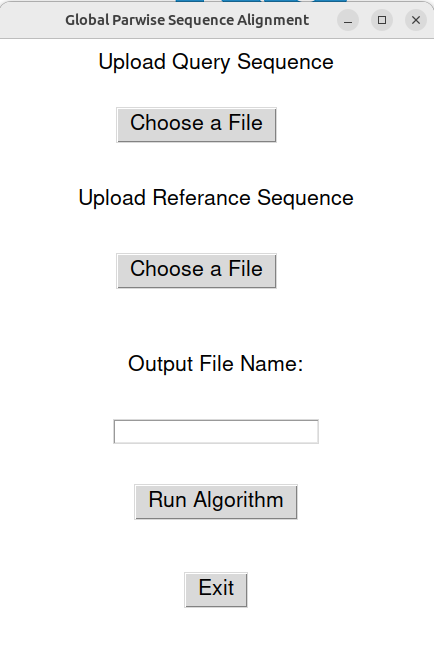 Global Parwise Sequence Alignment
Upload Query Sequence
Choose a File
Upload Referance Sequence
Choose a File
Output File Name:
Run Algorithm
Exit